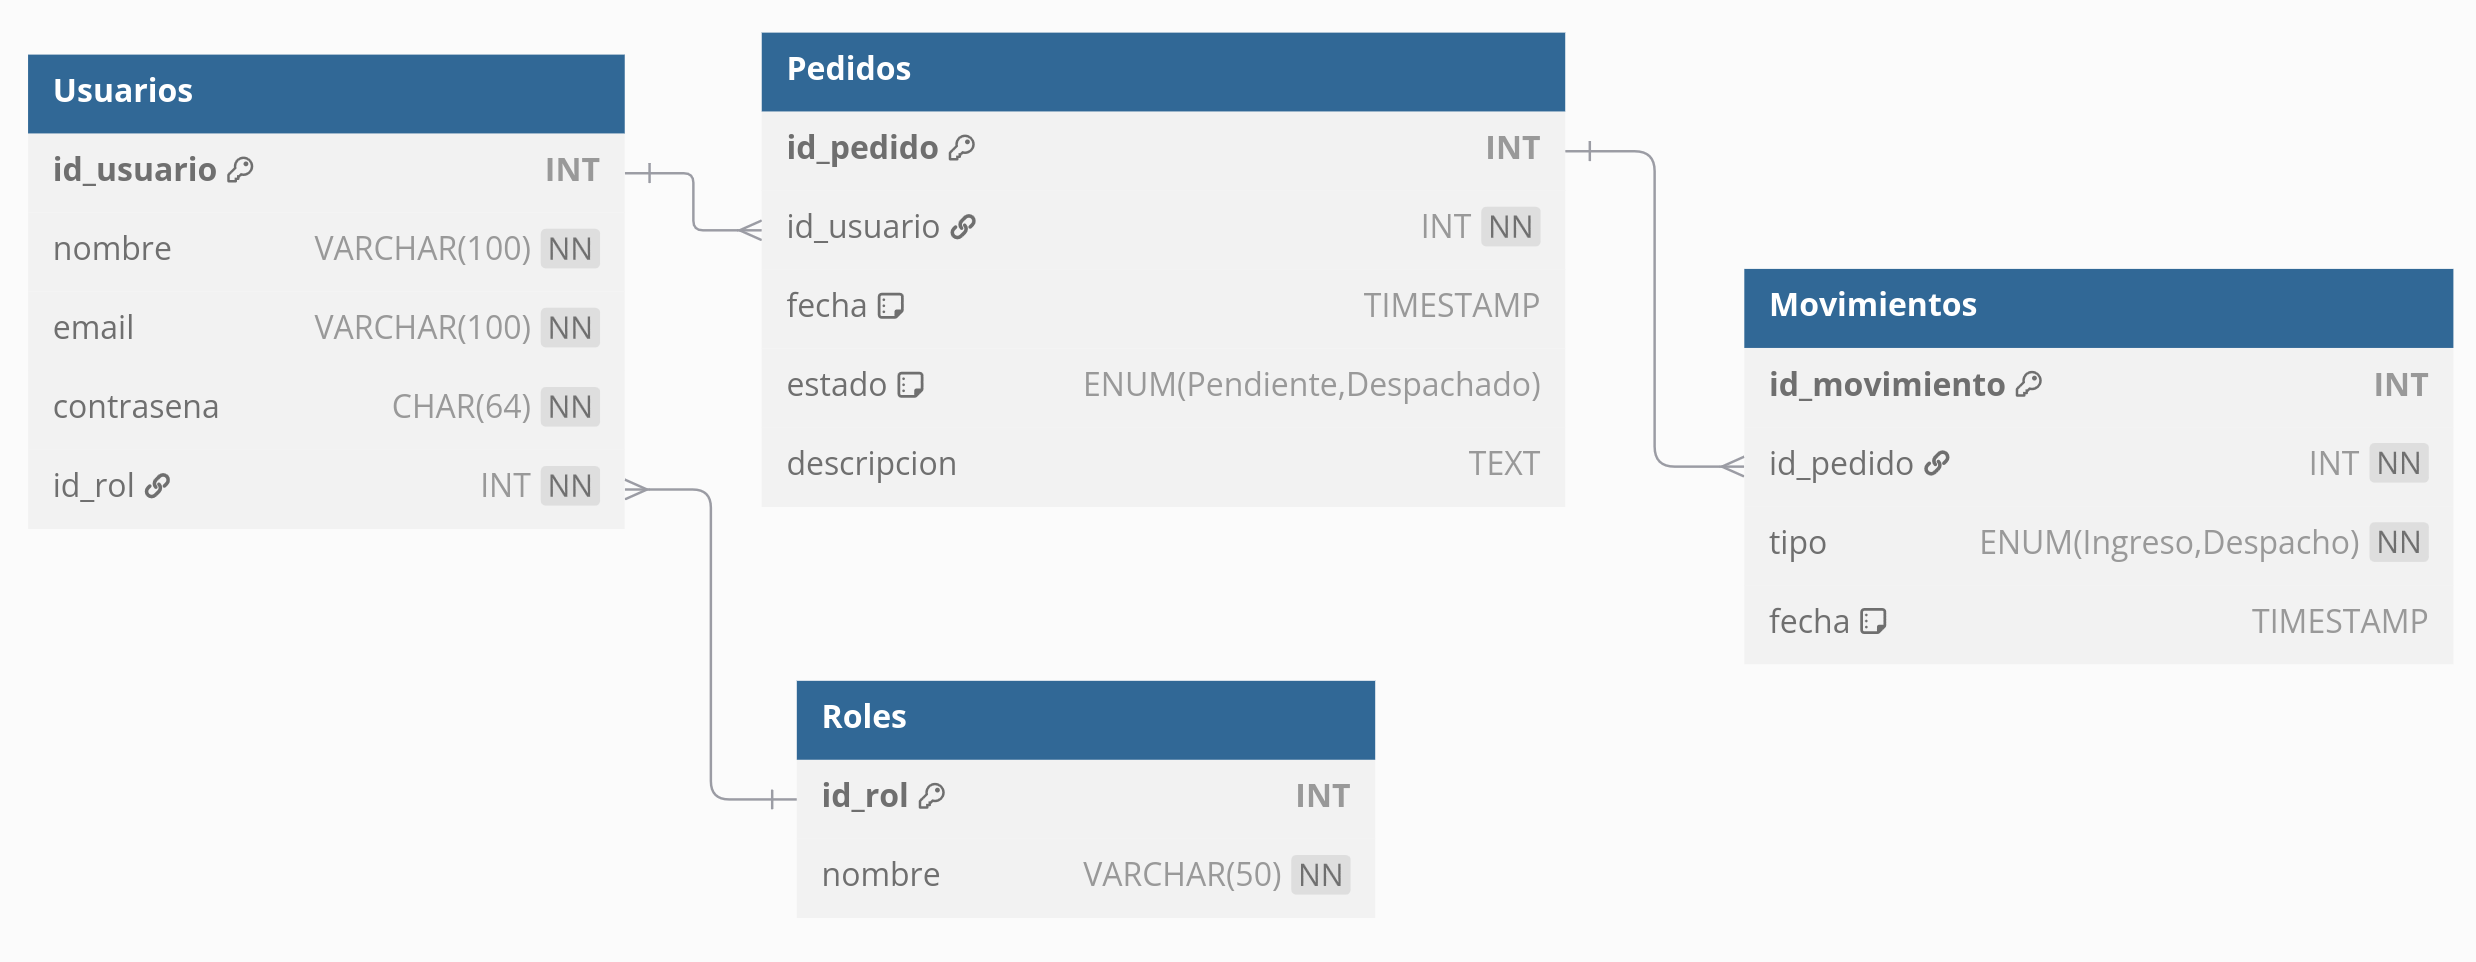 Usuarios
id_usuario INT
nombre VARCHAR(100) NN
email VARCHAR(100) NN
contrasena CHAR(64) NN
id_rol INT NN
Pedidos
id_pedido INT
id_usuario INT NN
fecha TIMESTAMP
estado ENUM(Pendiente,Despachado)
descripcion TEXT
Movimientos
id_movimiento INT
id_pedido INT NN
tipo ENUM(Ingreso,Despacho) NN
fecha TIMESTAMP
Roles
id_rol INT
nombre VARCHAR(50) NN